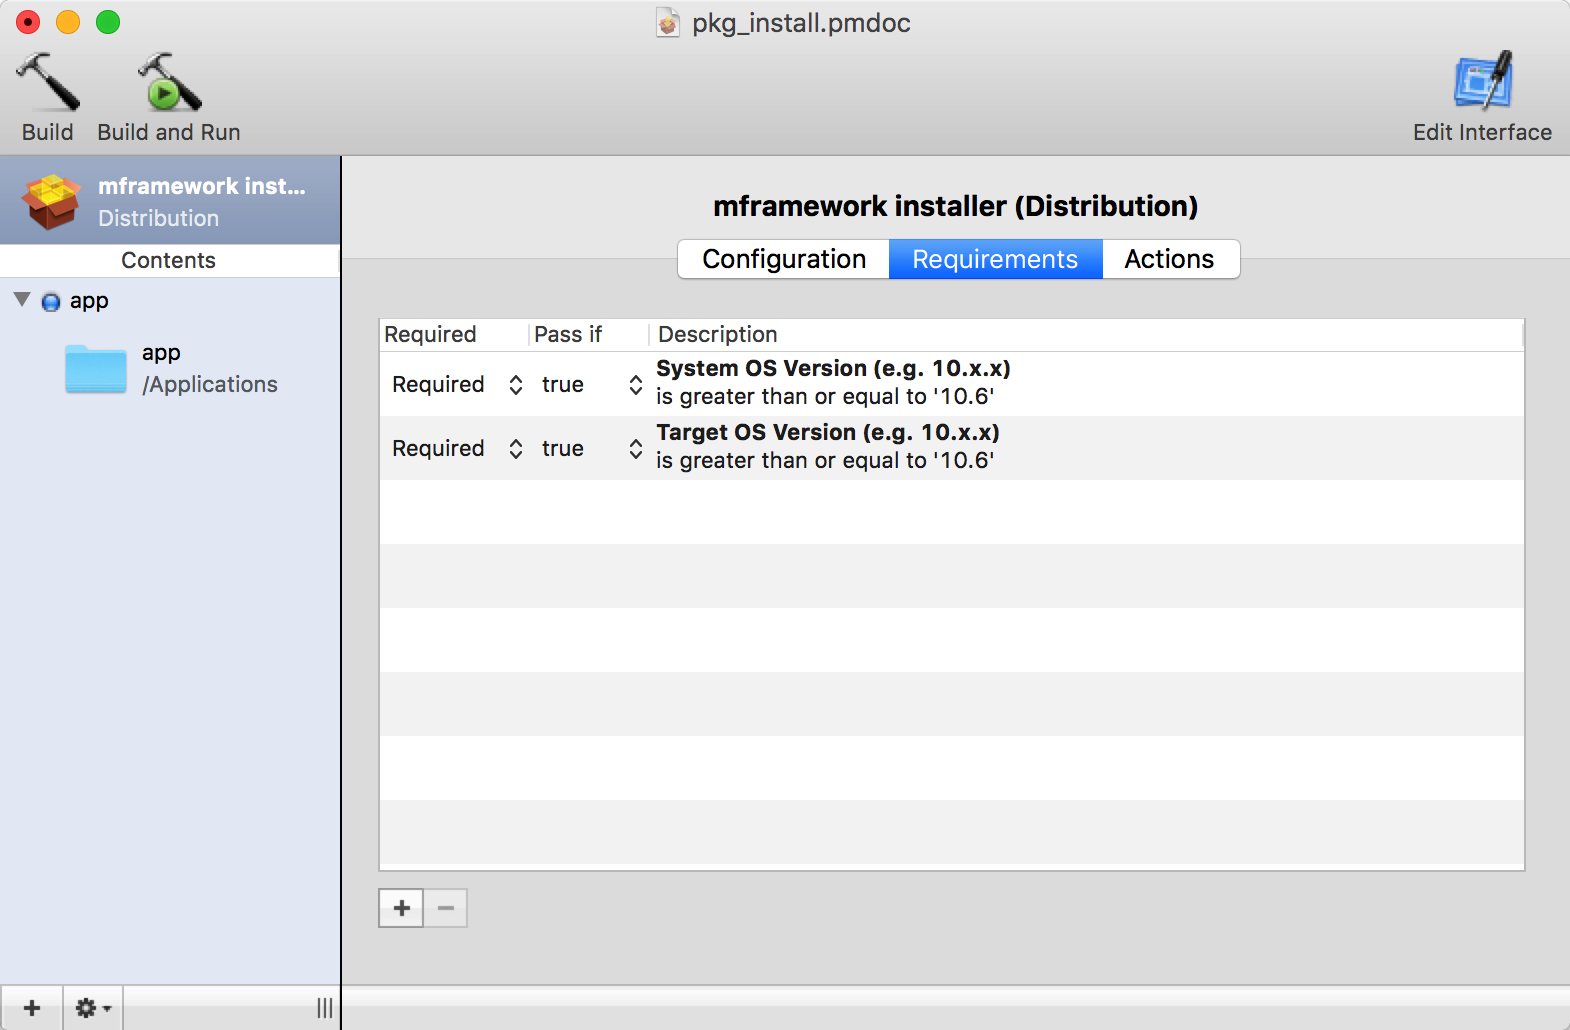 pkg_install.pmdoc
Build
Build and Run
Edit Interface
mframework inst...
Distribution
Contents
app
app
/Applications
mframework installer (Distribution)
Configuration
Requirements
Actions
Required
Pass if
Description
Required
true
System OS Version (e.g. 10.x.x)
is greater than or equal to '10.6'
Required
true
Target OS Version (e.g. 10.x.x)
is greater than or equal to '10.6'